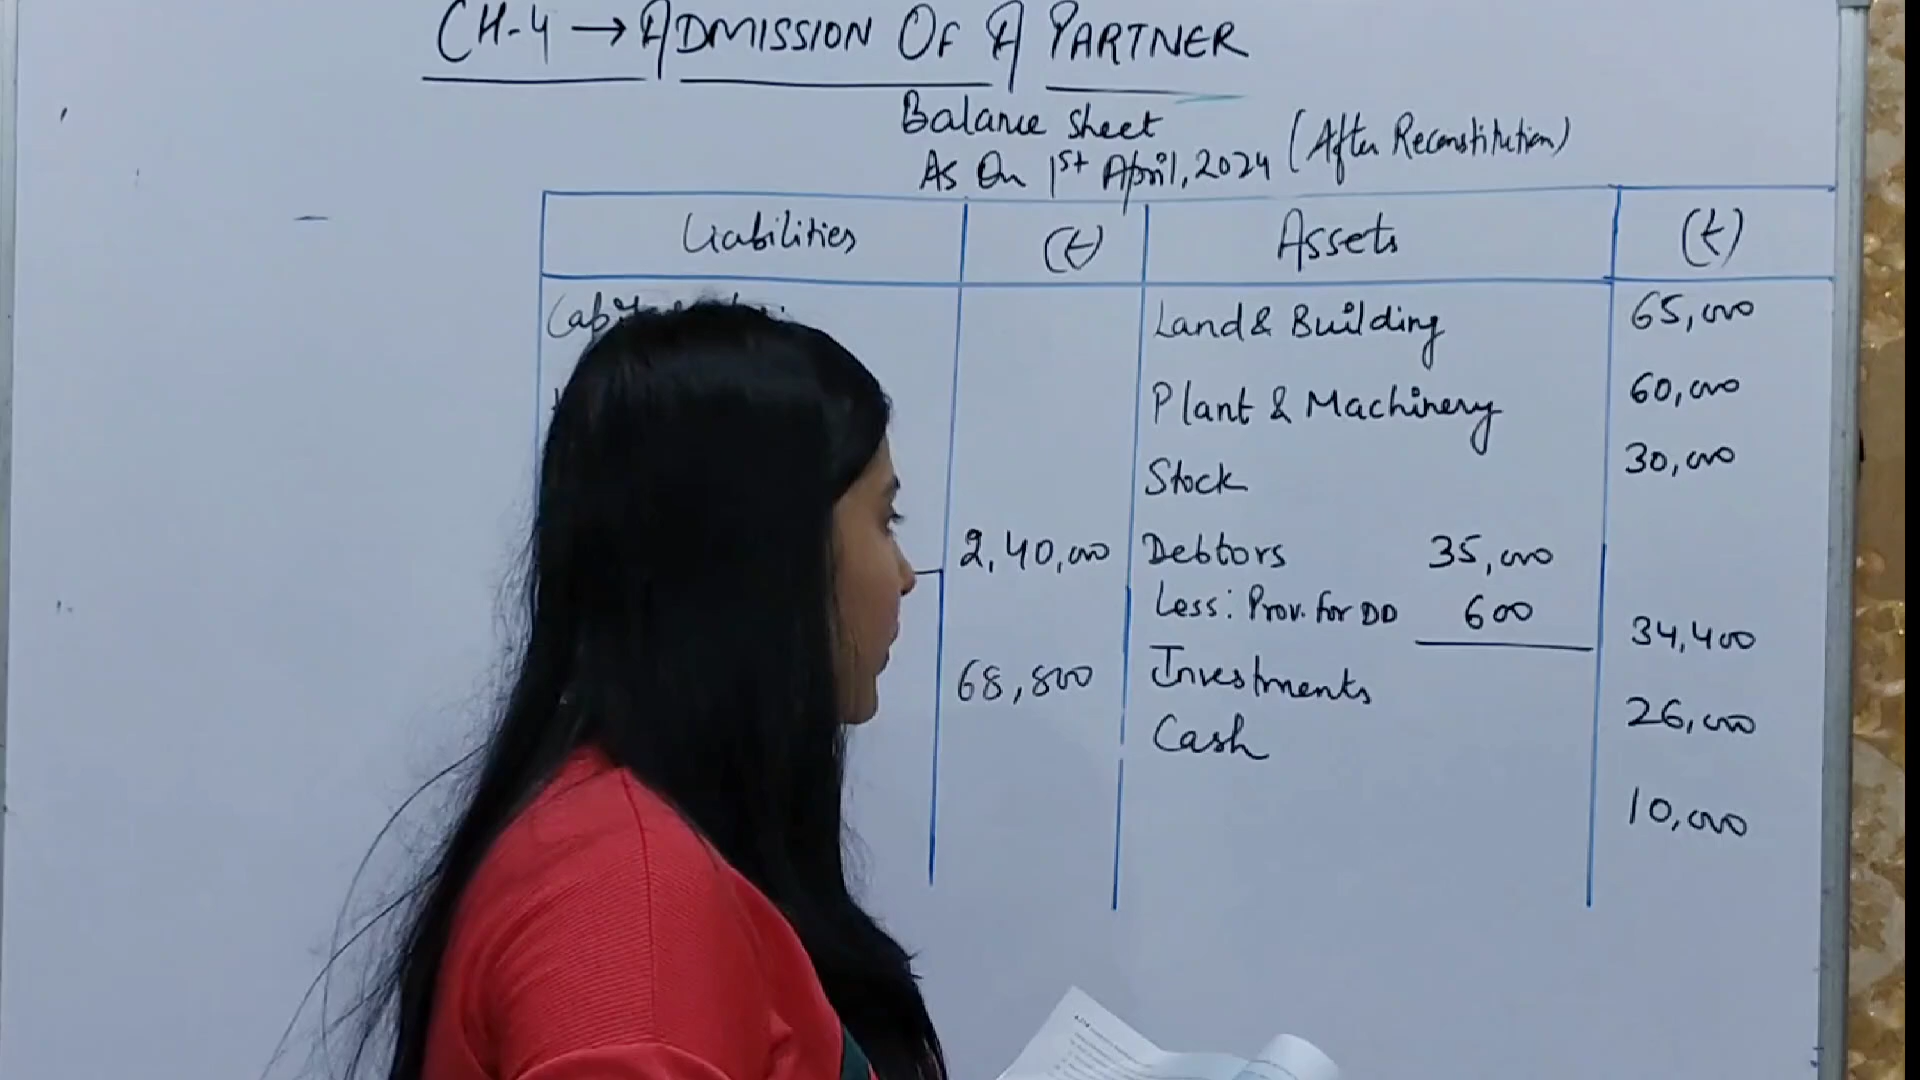 CH-4 → ADMISSION OF A PARTNER
Balance sheet
As On 1st April, 2024 (After Reconstitution)
Liabilities (₹) Assets (₹)
Land & Building 65,000
Plant & Machinery 60,000
Stock 30,000
2,40,000 Debtors 35,000
Less: Prov. for DD 600 34,400
68,800 Investments 26,000
Cash 10,000